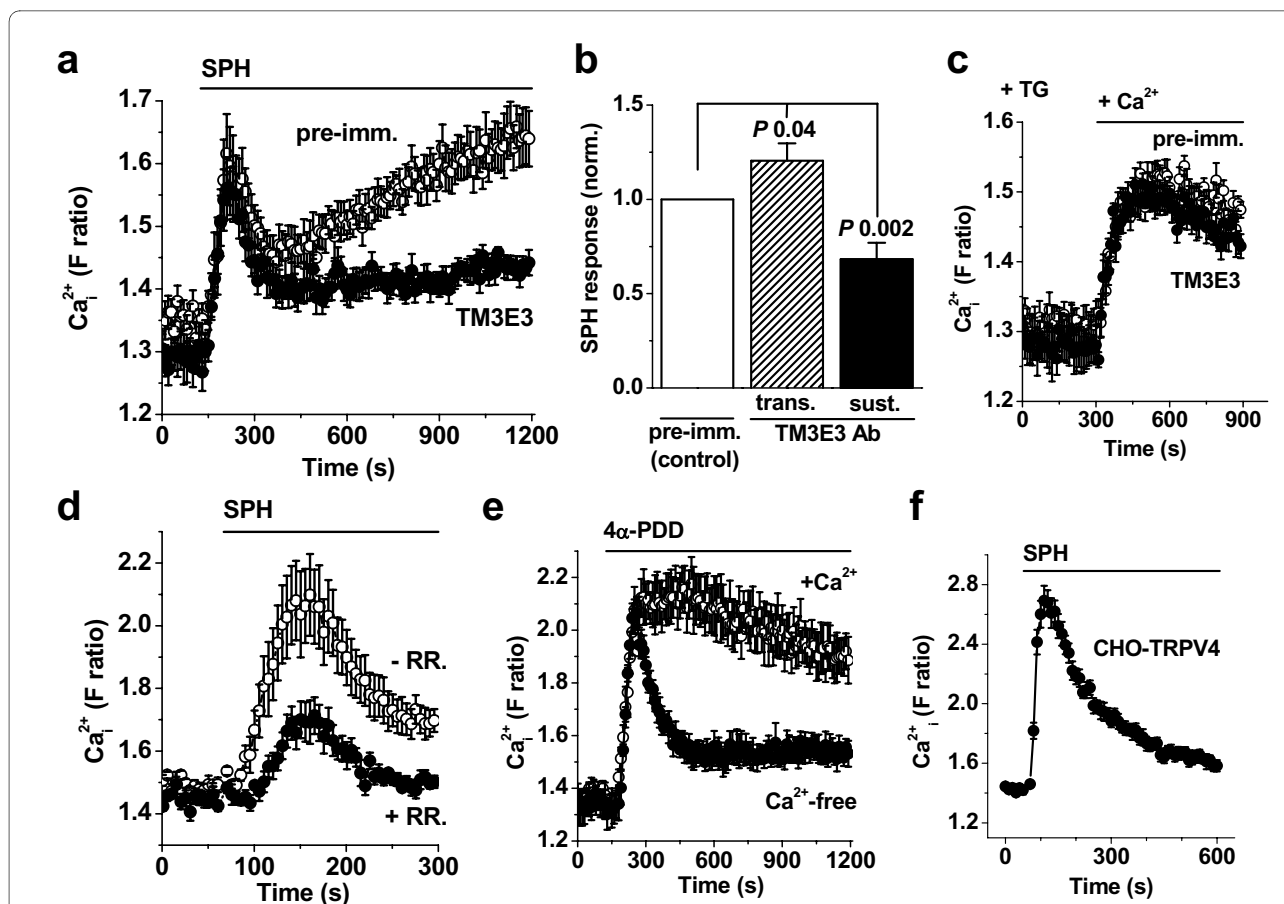 a
SPH
pre-imm.
TM3E3
Ca²⁺ᵢ (F ratio)
1.7
1.6
1.5
1.4
1.3
1.2
0 300 600 900 1200
Time (s)
b
SPH response (norm.)
1.5
1.0
0.5
0.0
P 0.04
P 0.002
trans. sust.
pre-imm. TM3E3 Ab
(control)
c
+ TG
+ Ca²⁺
pre-imm.
TM3E3
Ca²⁺ᵢ (F ratio)
1.6
1.5
1.4
1.3
1.2
0 300 600 900
Time (s)
d
SPH
- RR.
+ RR.
Ca²⁺ᵢ (F ratio)
2.2
2.0
1.8
1.6
1.4
0 100 200 300
Time (s)
e
4α-PDD
+Ca²⁺
Ca²⁺-free
Ca²⁺ᵢ (F ratio)
2.2
2.0
1.8
1.6
1.4
1.2
0 300 600 900 1200
Time (s)
f
SPH
CHO-TRPV4
Ca²⁺ᵢ (F ratio)
2.8
2.4
2.0
1.6
1.2
0 300 600
Time (s)